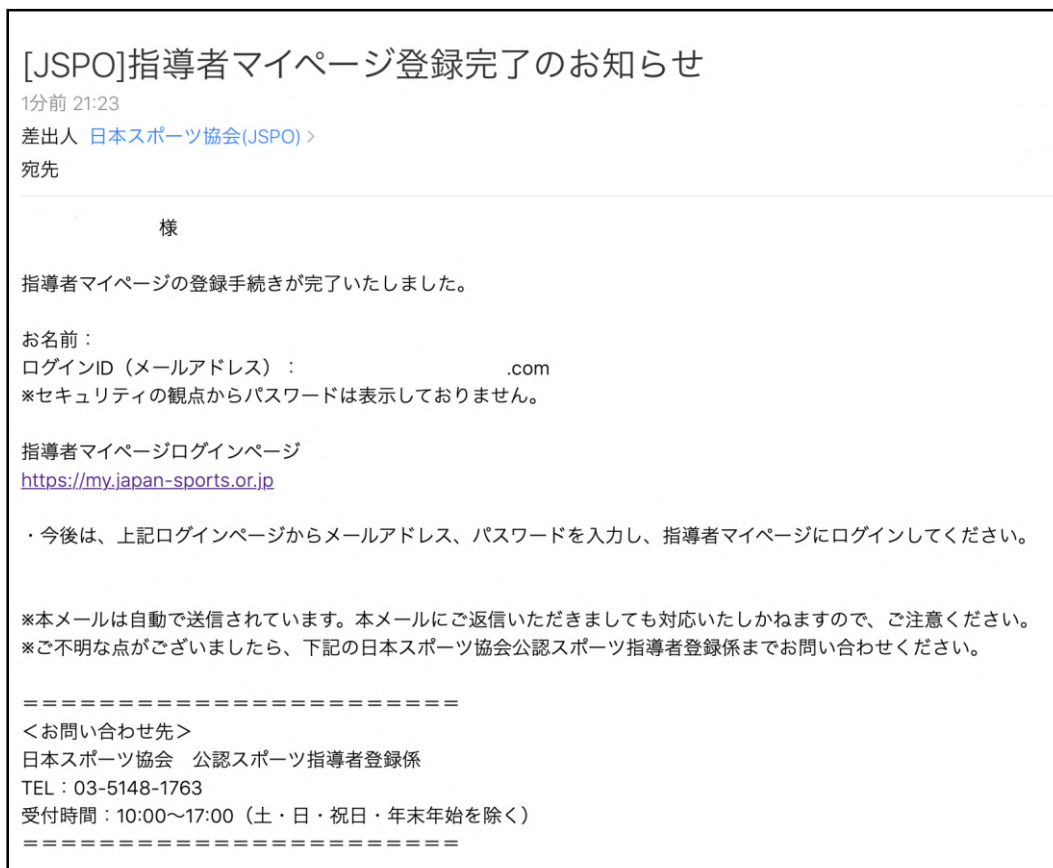 [JSPO]指導者マイページ登録完了のお知らせ
1分前 21:23
差出人 日本スポーツ協会(JSPO) >
宛先
様
指導者マイページの登録手続きが完了いたしました。
お名前：
ログインID（メールアドレス）： .com
※セキュリティの観点からパスワードは表示しておりません。
指導者マイページログインページ
https://my.japan-sports.or.jp
・今後は、上記ログインページからメールアドレス、パスワードを入力し、指導者マイページにログインしてください。
※本メールは自動で送信されています。本メールにご返信いただきましても対応いたしかねますので、ご注意ください。
※ご不明な点がございましたら、下記の日本スポーツ協会公認スポーツ指導者登録係までお問い合わせください。
＝＝＝＝＝＝＝＝＝＝＝＝＝＝＝＝＝＝＝＝＝＝＝
＜お問い合わせ先＞
日本スポーツ協会　公認スポーツ指導者登録係
TEL：03-5148-1763
受付時間：10:00〜17:00（土・日・祝日・年末年始を除く）
＝＝＝＝＝＝＝＝＝＝＝＝＝＝＝＝＝＝＝＝＝＝＝